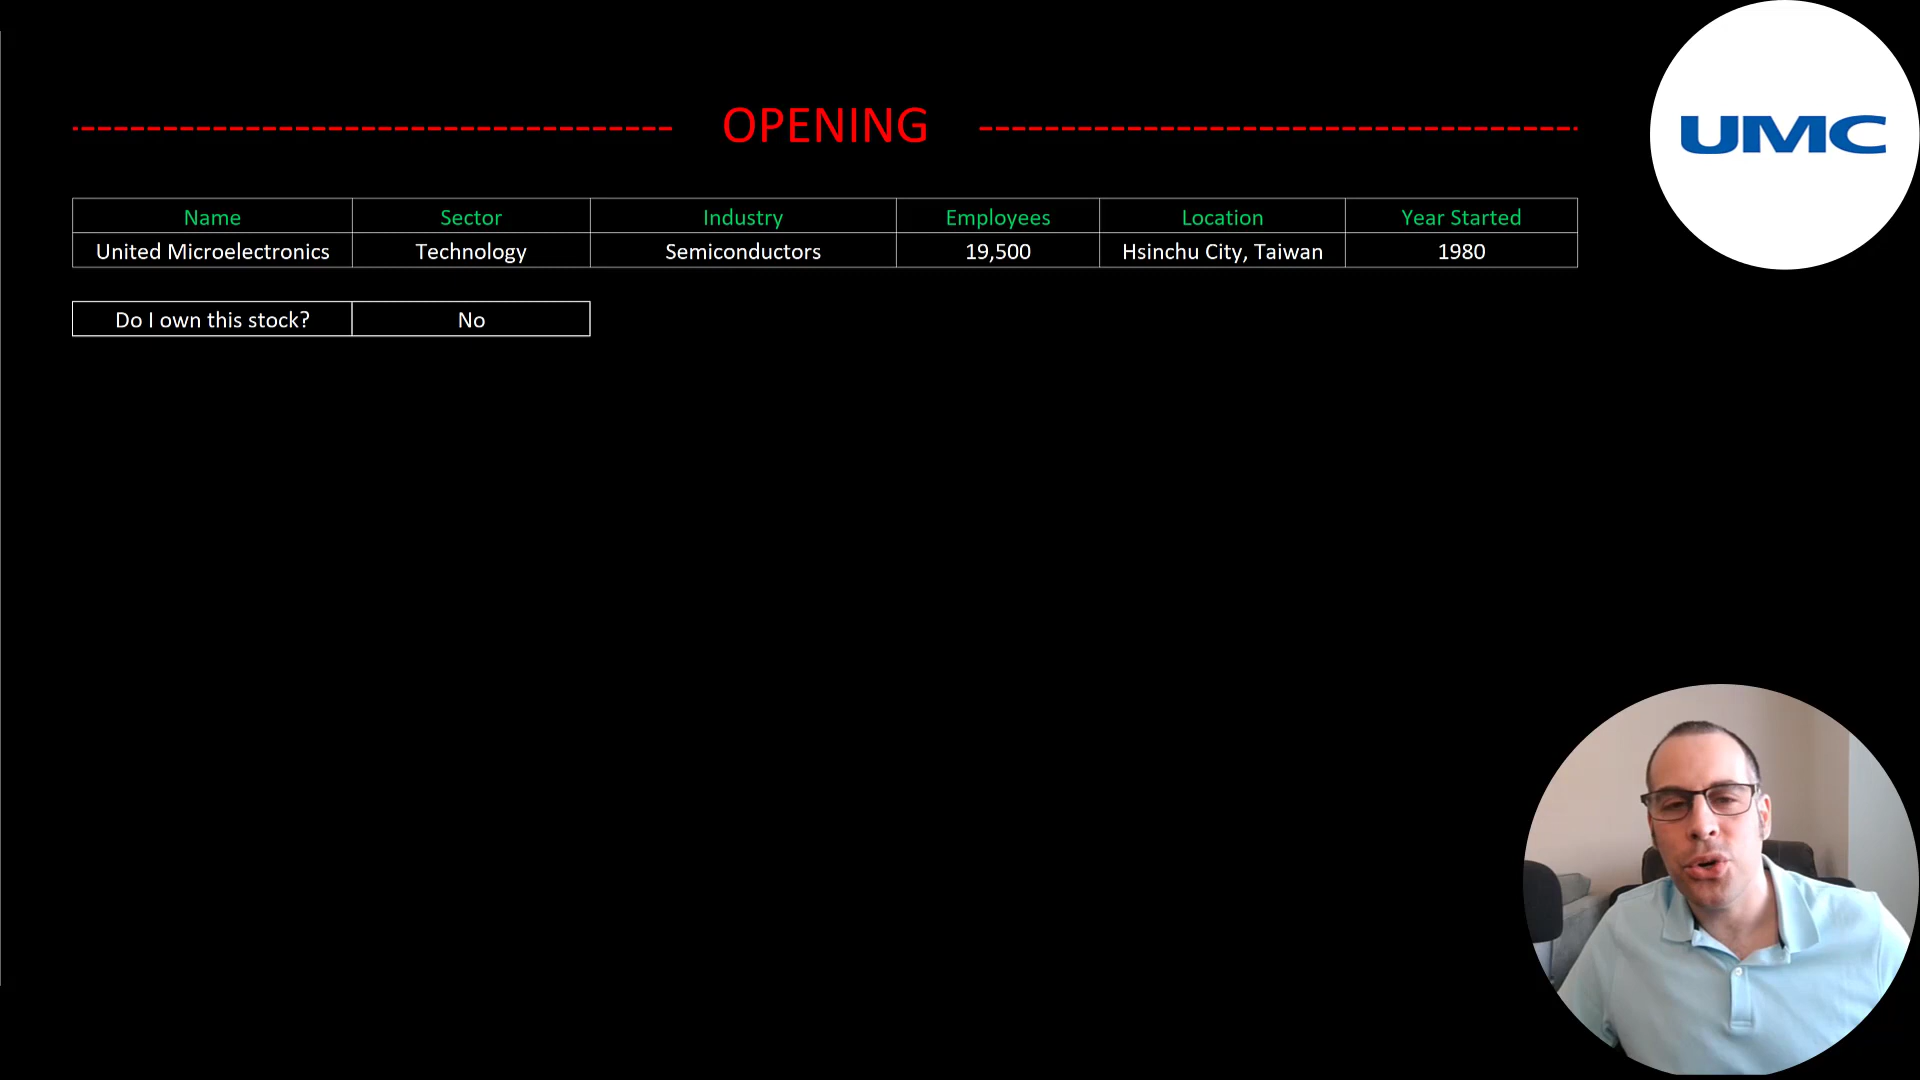 OPENING
UMC
Name Sector Industry Employees Location Year Started
United Microelectronics Technology Semiconductors 19,500 Hsinchu City, Taiwan 1980
Do I own this stock? No